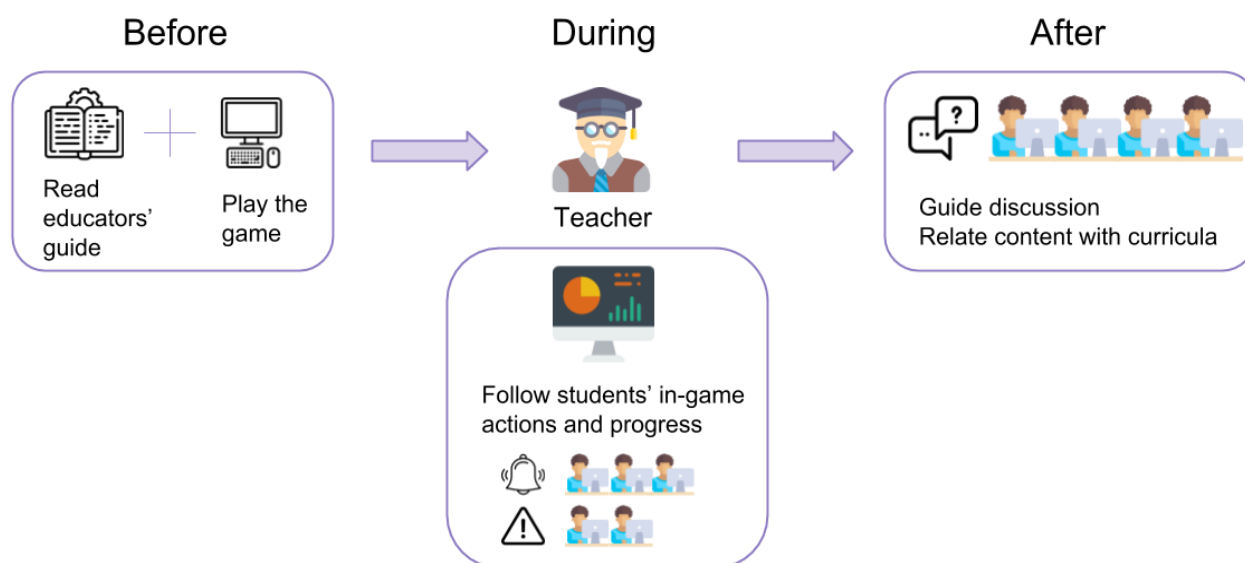 Before
During
After
Read
educators'
guide
Play the
game
Teacher
Follow students' in-game
actions and progress
?
Guide discussion
Relate content with curricula